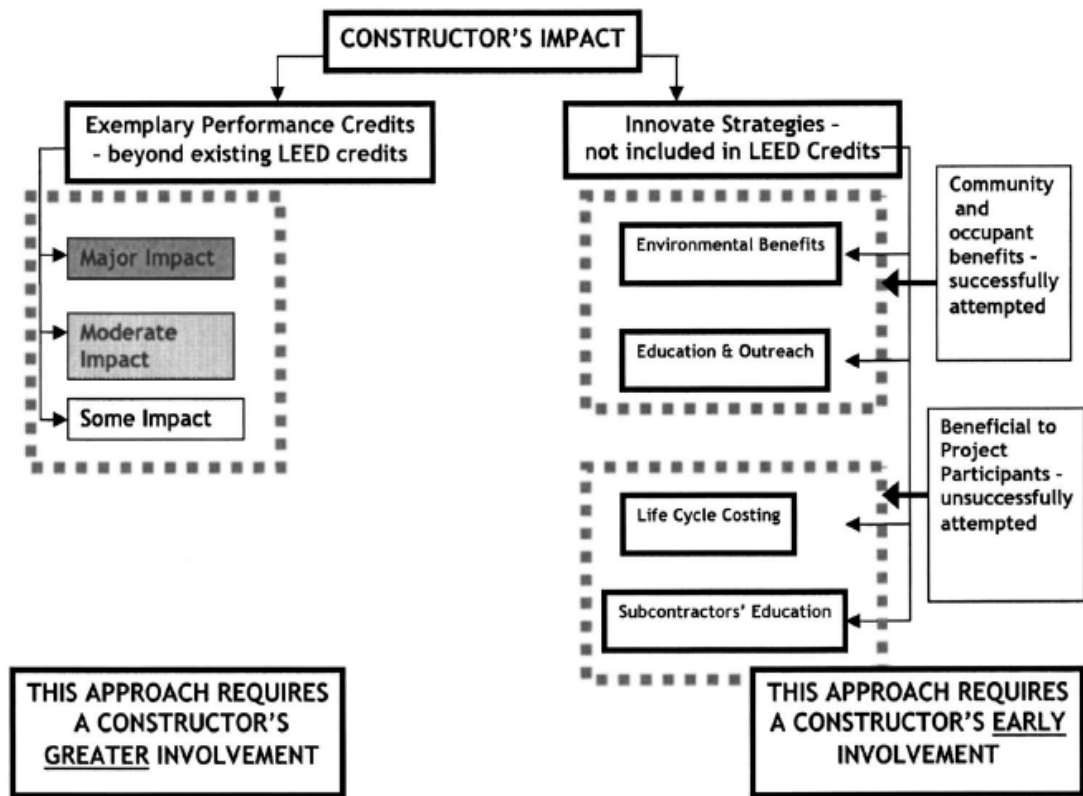 CONSTRUCTOR'S IMPACT
Exemplary Performance Credits
– beyond existing LEED credits
Innovate Strategies –
not included in LEED Credits
Major Impact
Moderate
Impact
Some Impact
Environmental Benefits
Education & Outreach
Community
and
occupant
benefits –
successfully
attempted
Life Cycle Costing
Subcontractors' Education
Beneficial to
Project
Participants –
unsuccessfully
attempted
THIS APPROACH REQUIRES
A CONSTRUCTOR'S
GREATER INVOLVEMENT
THIS APPROACH REQUIRES
A CONSTRUCTOR'S EARLY
INVOLVEMENT